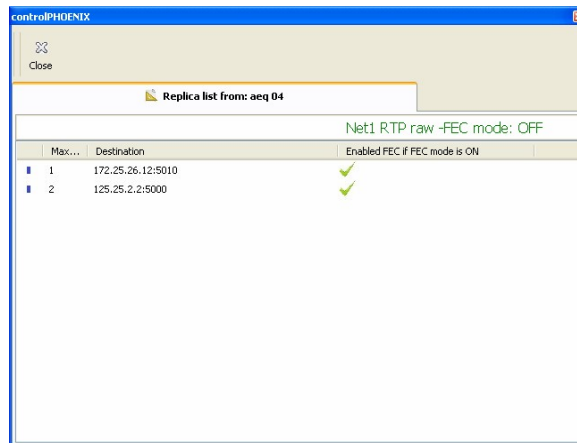 controlPHOENIX
Close
Replica list from: aeq 04
Net1 RTP raw -FEC mode: OFF
Max... Destination Enabled FEC if FEC mode is ON
1 172.25.26.12:5010
2 125.25.2.2:5000